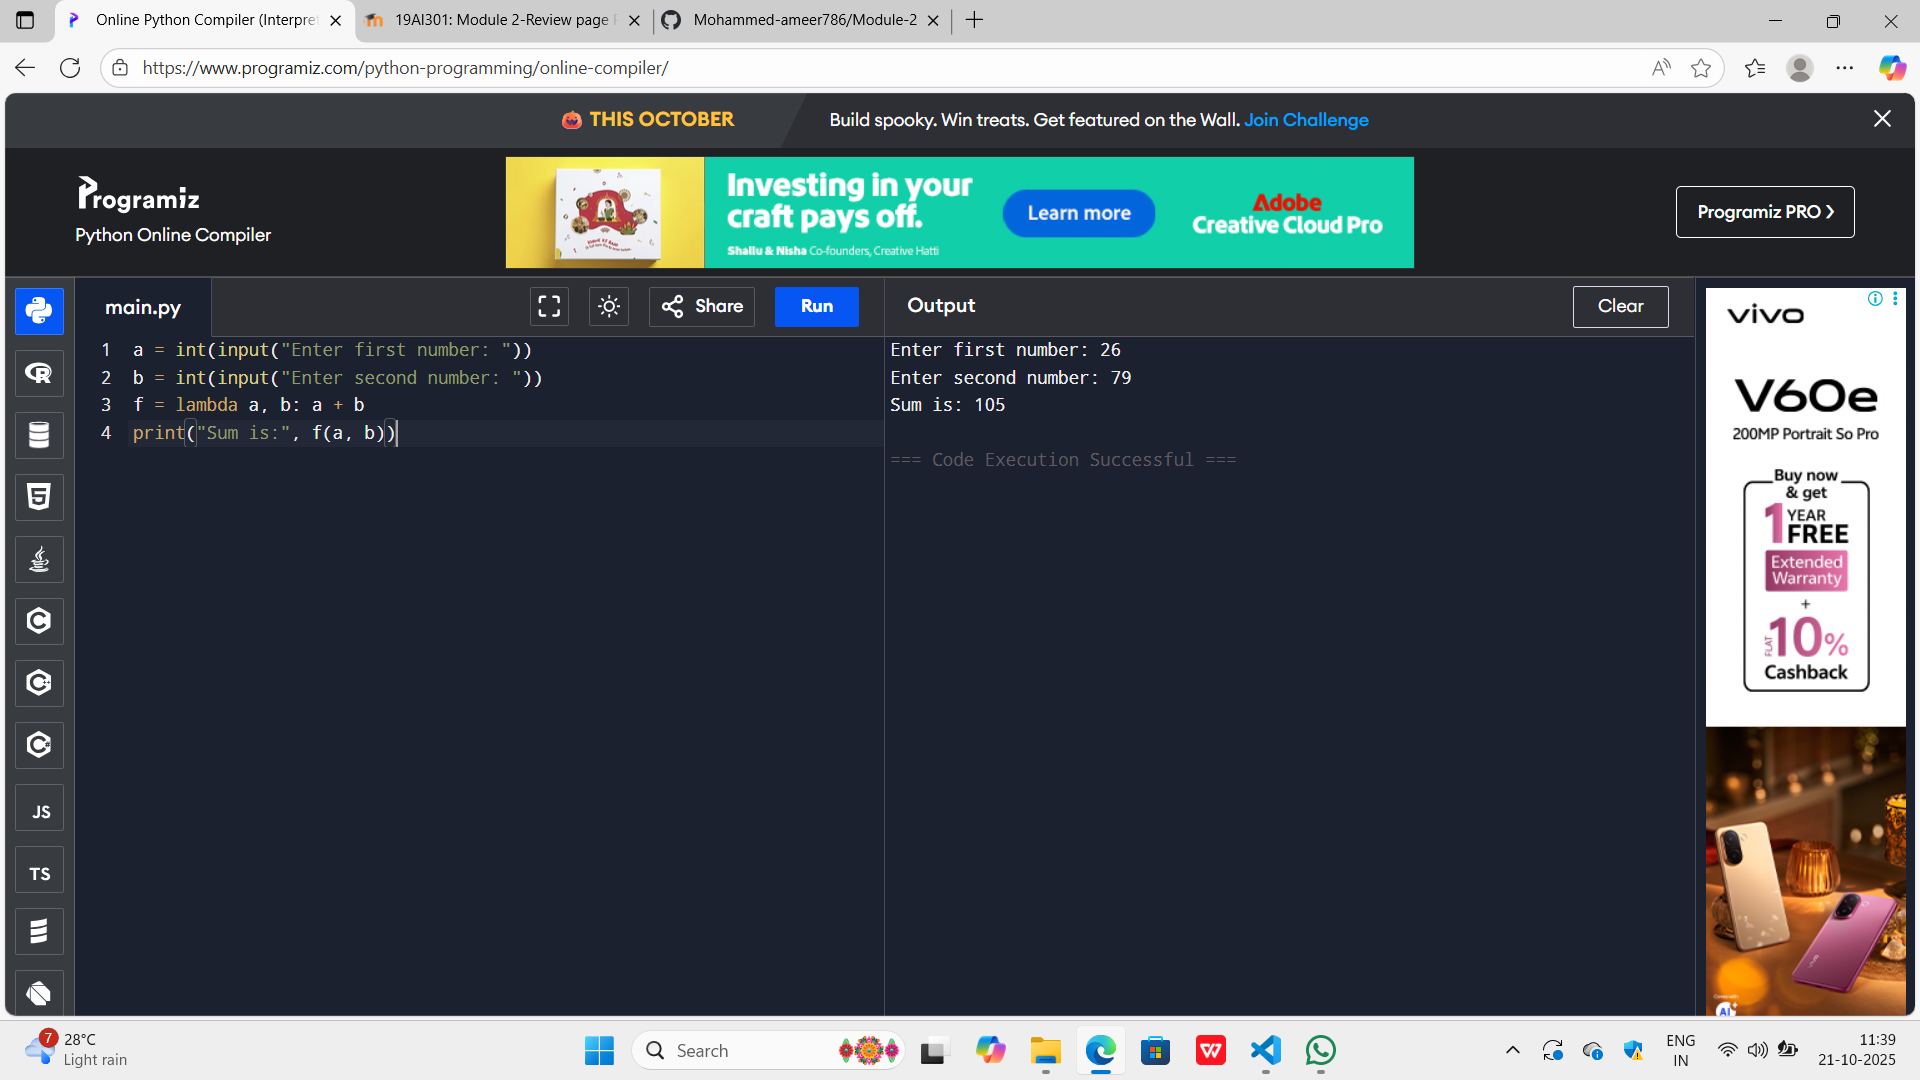 Online Python Compiler (Interpret
19AI301: Module 2-Review page P
Mohammed-ameer786/Module-2
https://www.programiz.com/python-programming/online-compiler/
THIS OCTOBER
Build spooky. Win treats. Get featured on the Wall. Join Challenge
Programiz
Python Online Compiler
Investing in your
craft pays off.
Shallu & Nisha Co-founders, Creative Hatti
Learn more
Adobe
Creative Cloud Pro
Programiz PRO
main.py
Share
Run
Output
Clear
1 a = int(input("Enter first number: "))
2 b = int(input("Enter second number: "))
3 f = lambda a, b: a + b
4 print("Sum is:", f(a, b))
Enter first number: 26
Enter second number: 79
Sum is: 105
=== Code Execution Successful ===
JS
TS
vivo
V60e
200MP Portrait So Pro
Buy now
& get
1 YEAR
FREE
Extended
Warranty
+
FLAT 10%
Cashback
AI
7
28°C
Light rain
Search
ENG
IN
11:39
21-10-2025